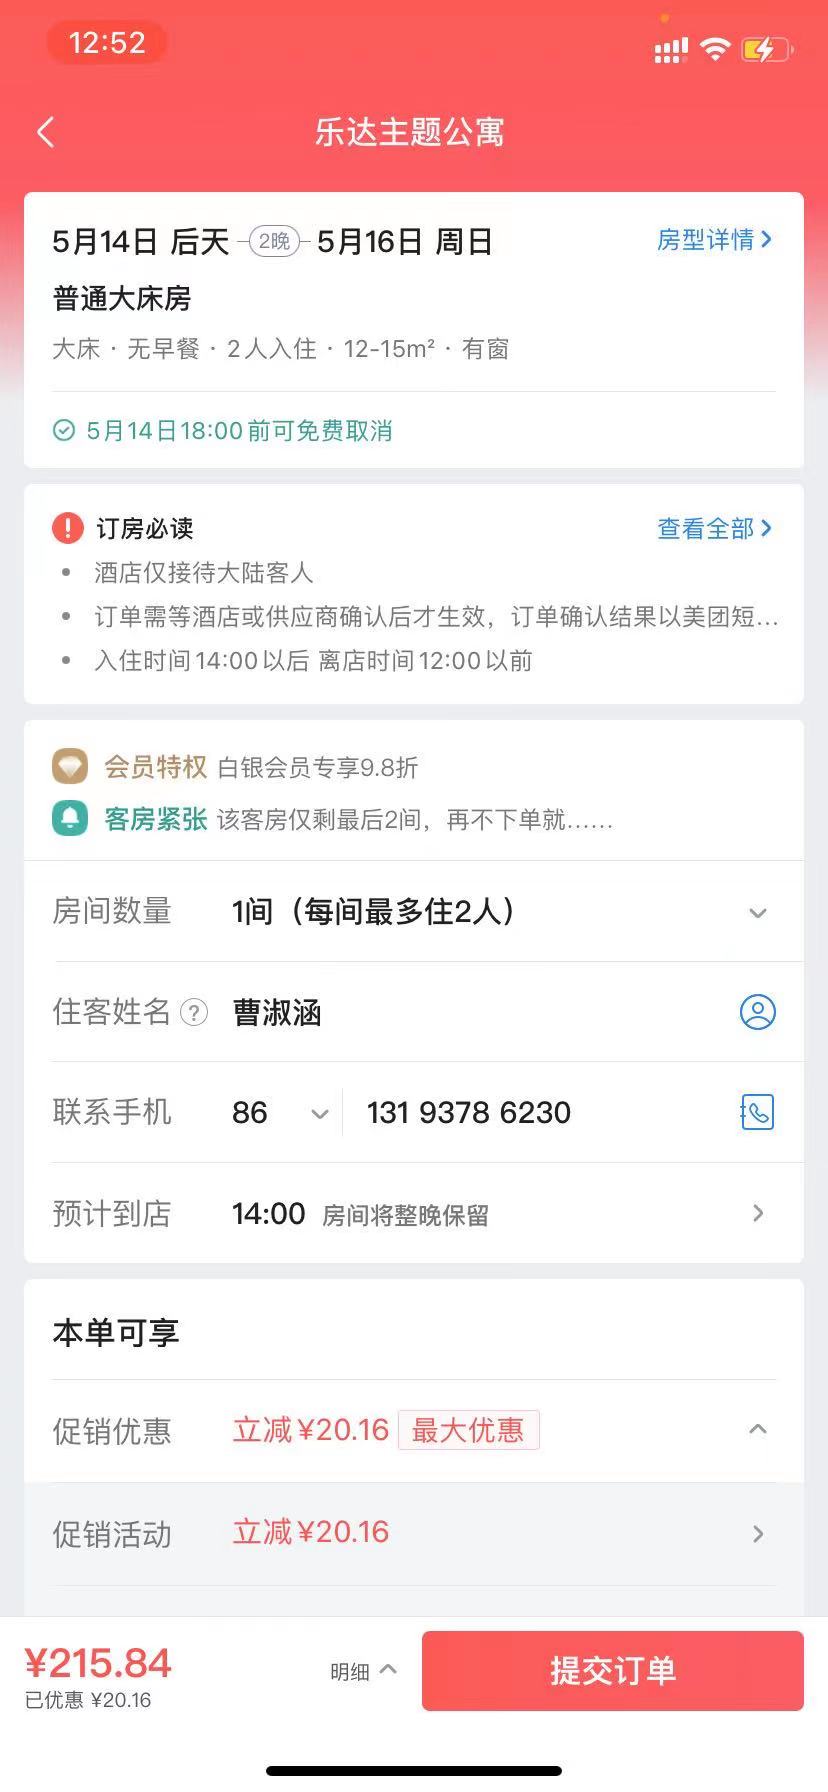 12:52
乐达主题公寓
5月14日 后天 2晚 5月16日 周日 房型详情
普通大床房
大床 · 无早餐 · 2人入住 · 12-15m² · 有窗
5月14日18:00前可免费取消
订房必读 查看全部
• 酒店仅接待大陆客人
• 订单需等酒店或供应商确认后才生效，订单确认结果以美团短...
• 入住时间14:00以后 离店时间12:00以前
会员特权 白银会员专享9.8折
客房紧张 该客房仅剩最后2间，再不下单就……
房间数量 1间（每间最多住2人）
住客姓名 ? 曹淑涵
联系手机 86 131 9378 6230
预计到店 14:00 房间将整晚保留
本单可享
促销优惠 立减¥20.16 最大优惠
促销活动 立减¥20.16
¥215.84 明细 提交订单
已优惠 ¥20.16